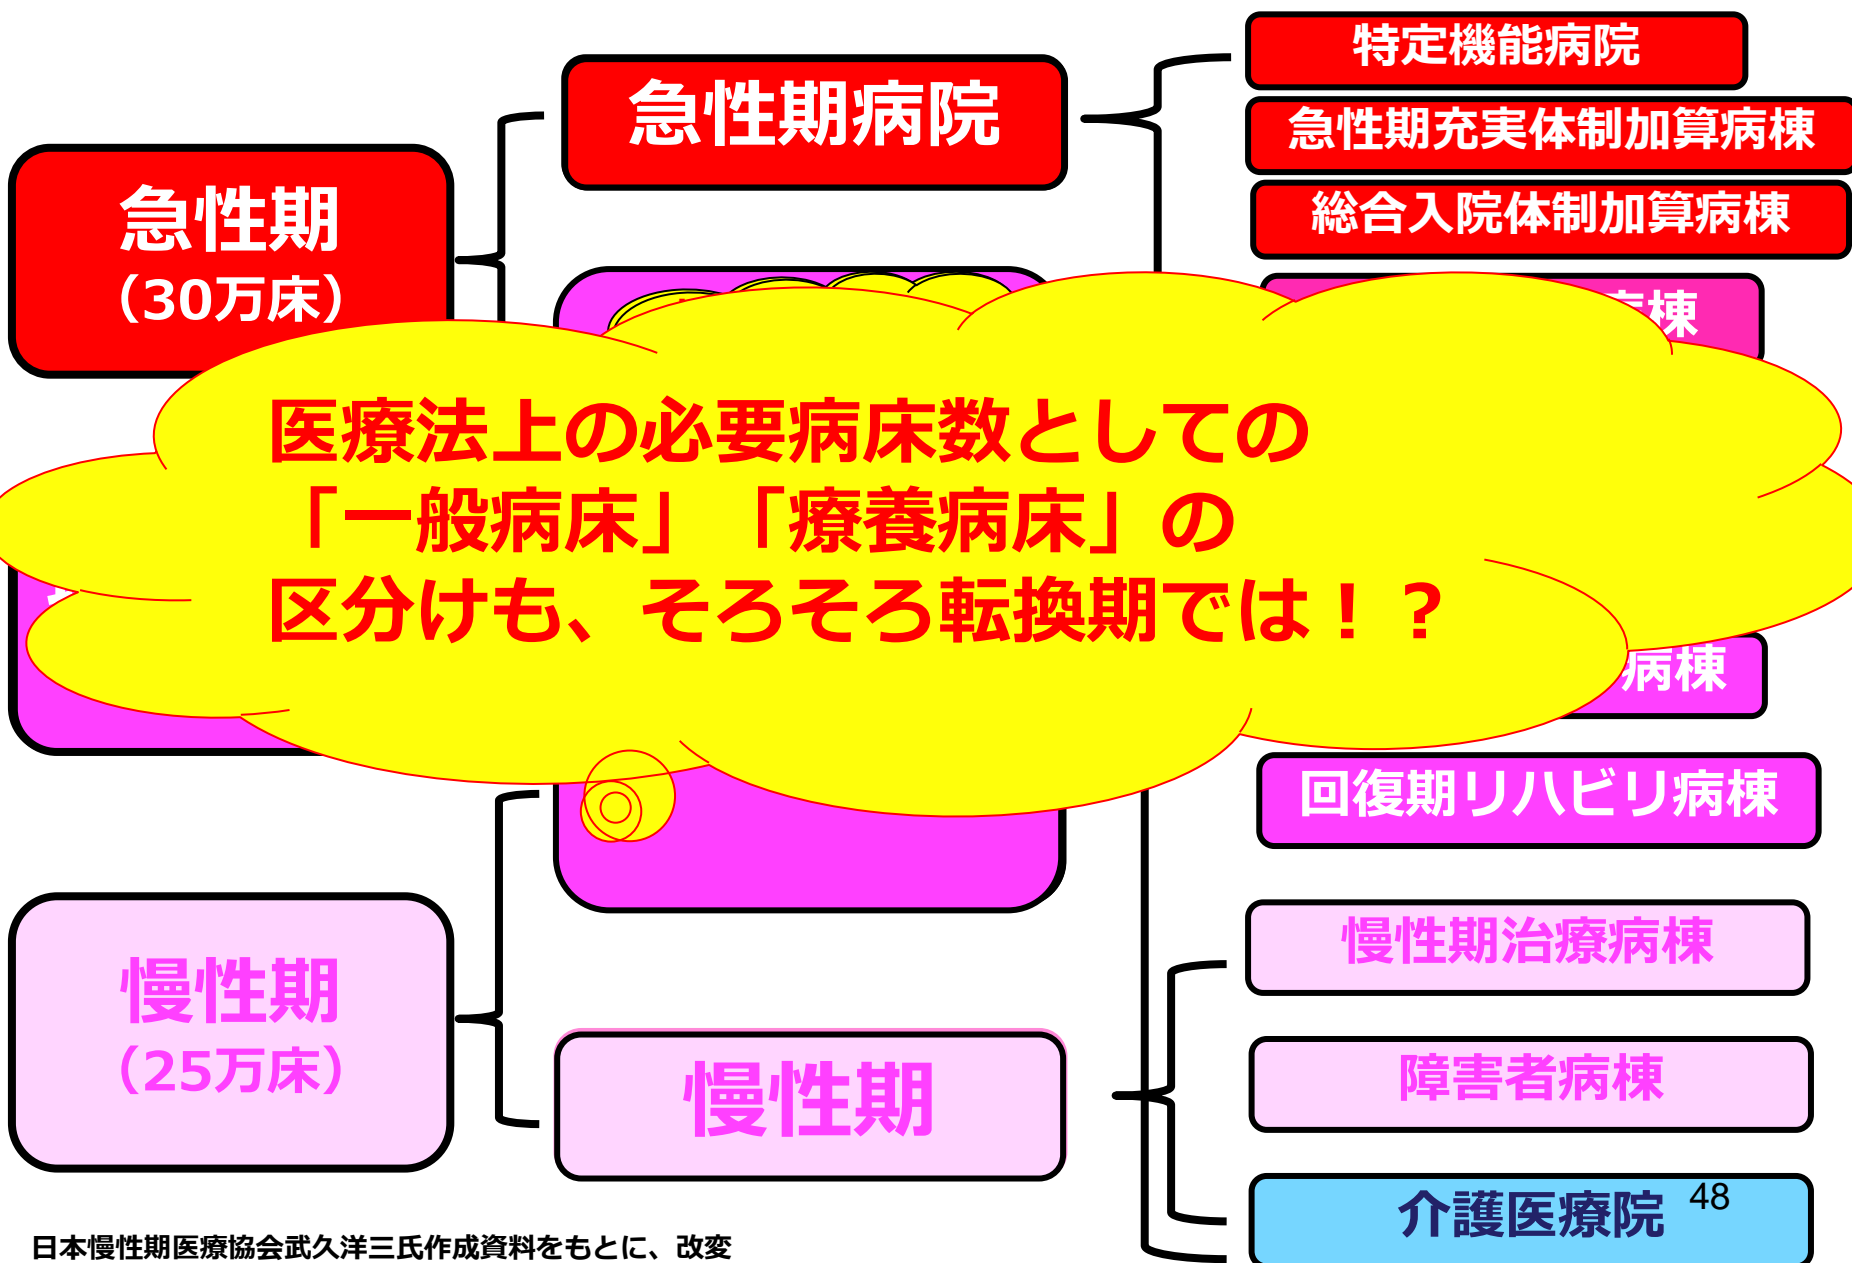 特定機能病院
急性期病院
急性期充実体制加算病棟
急性期
（30万床）
総合入院体制加算病棟
病棟
医療法上の必要病床数としての
「一般病床」「療養病床」の
区分けも、そろそろ転換期では！？
病棟
回復期リハビリ病棟
慢性期
（25万床）
慢性期治療病棟
慢性期
障害者病棟
介護医療院
48
日本慢性期医療協会武久洋三氏作成資料をもとに、改変